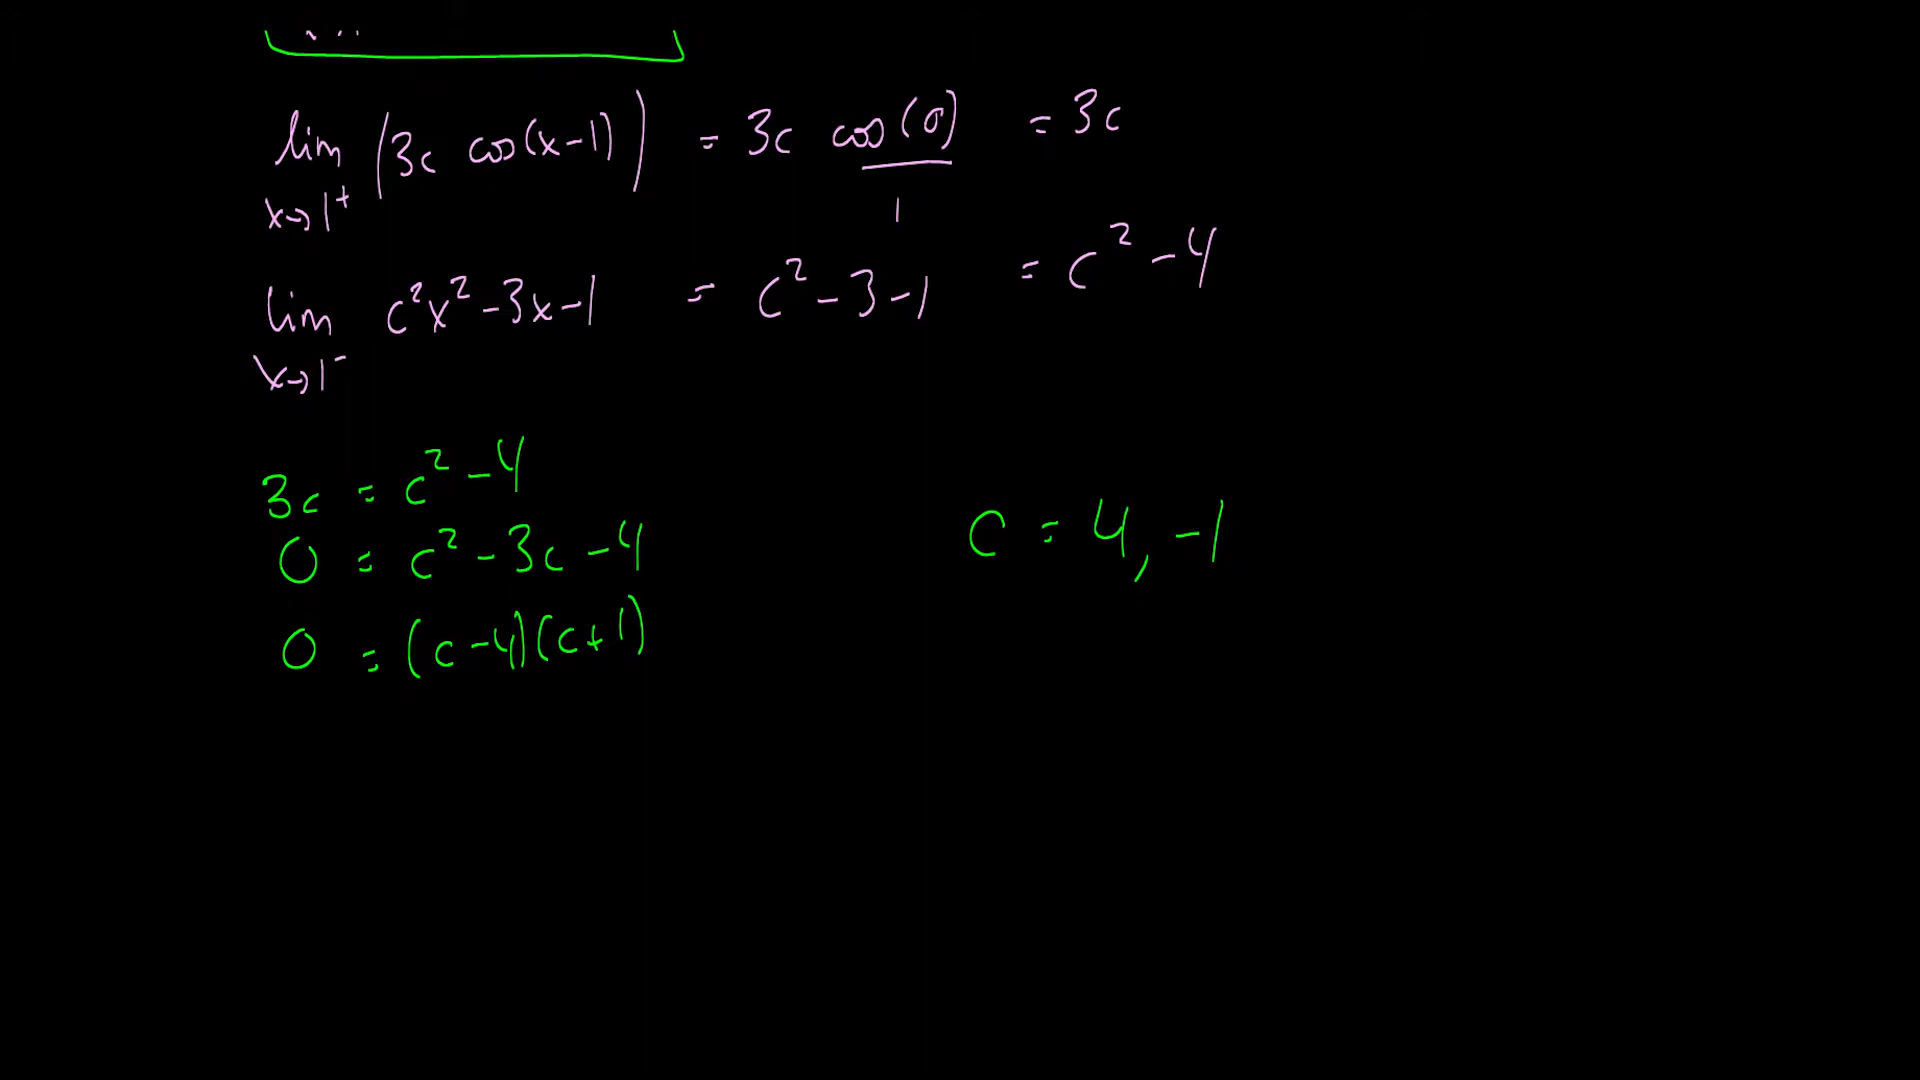 lim (3c cos(x-1)) = 3c cos(0) = 3c
x→1⁺ 1
lim c²x²-3x-1 = c²-3-1 = c²-4
x→1⁻
3c = c²-4
0 = c²-3c-4
c = 4, -1
0 = (c-4)(c+1)